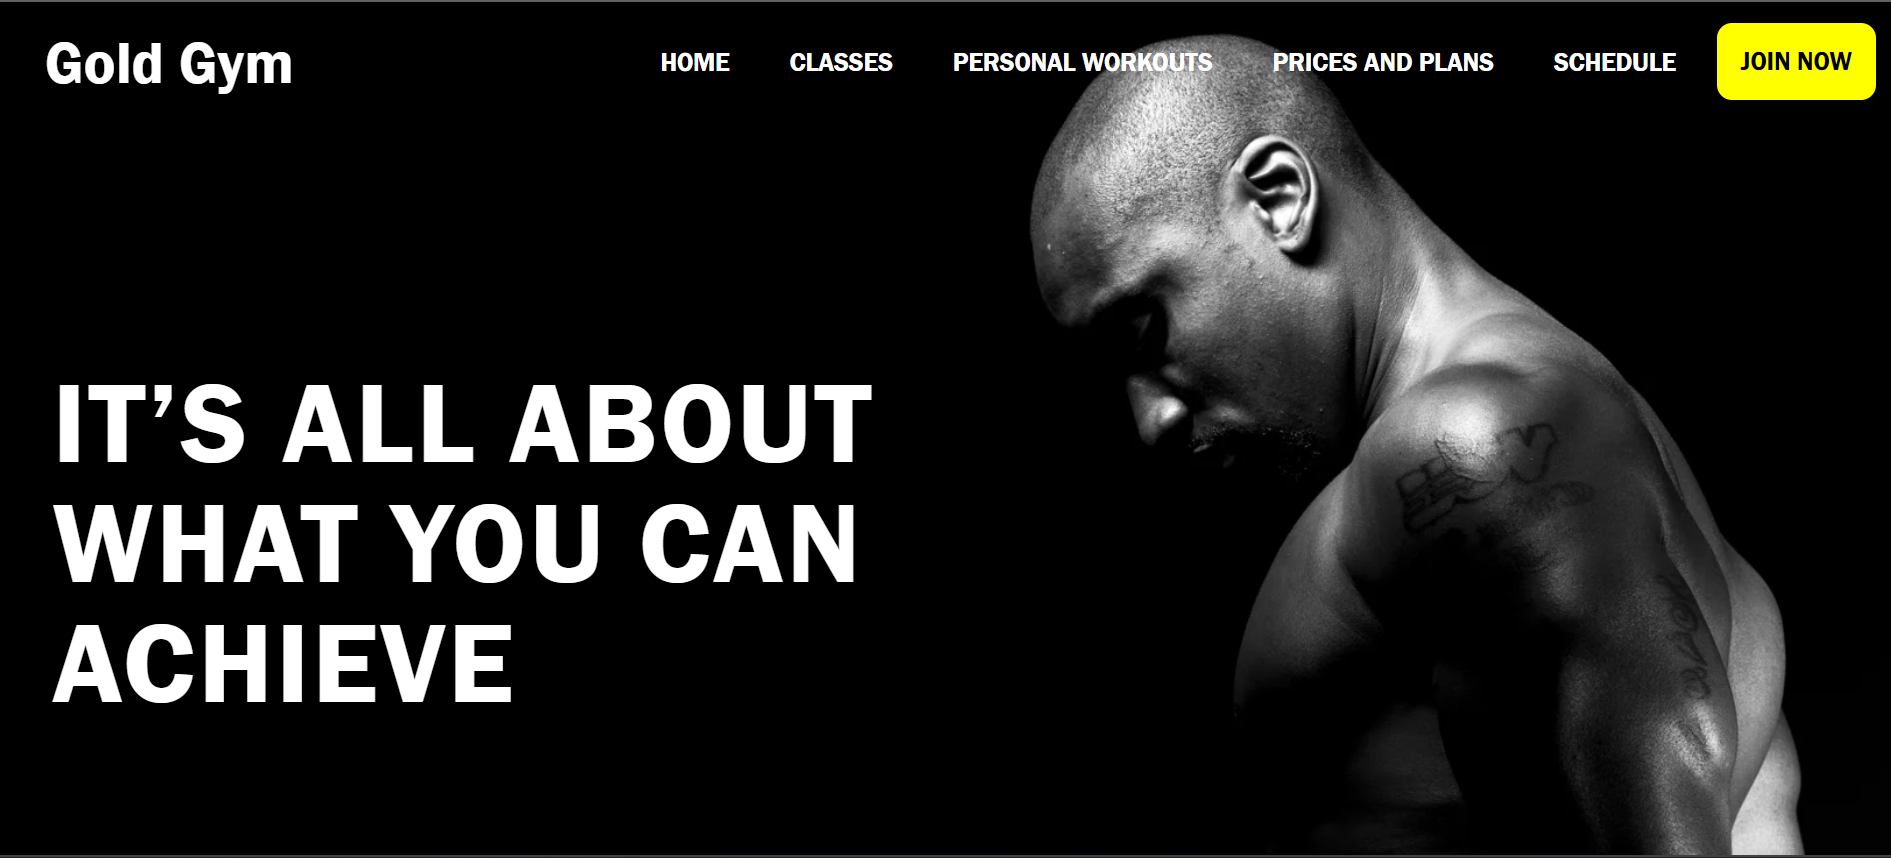 Gold Gym
HOME CLASSES PERSONAL WORKOUTS PRICES AND PLANS SCHEDULE JOIN NOW
IT’S ALL ABOUT
WHAT YOU CAN
ACHIEVE